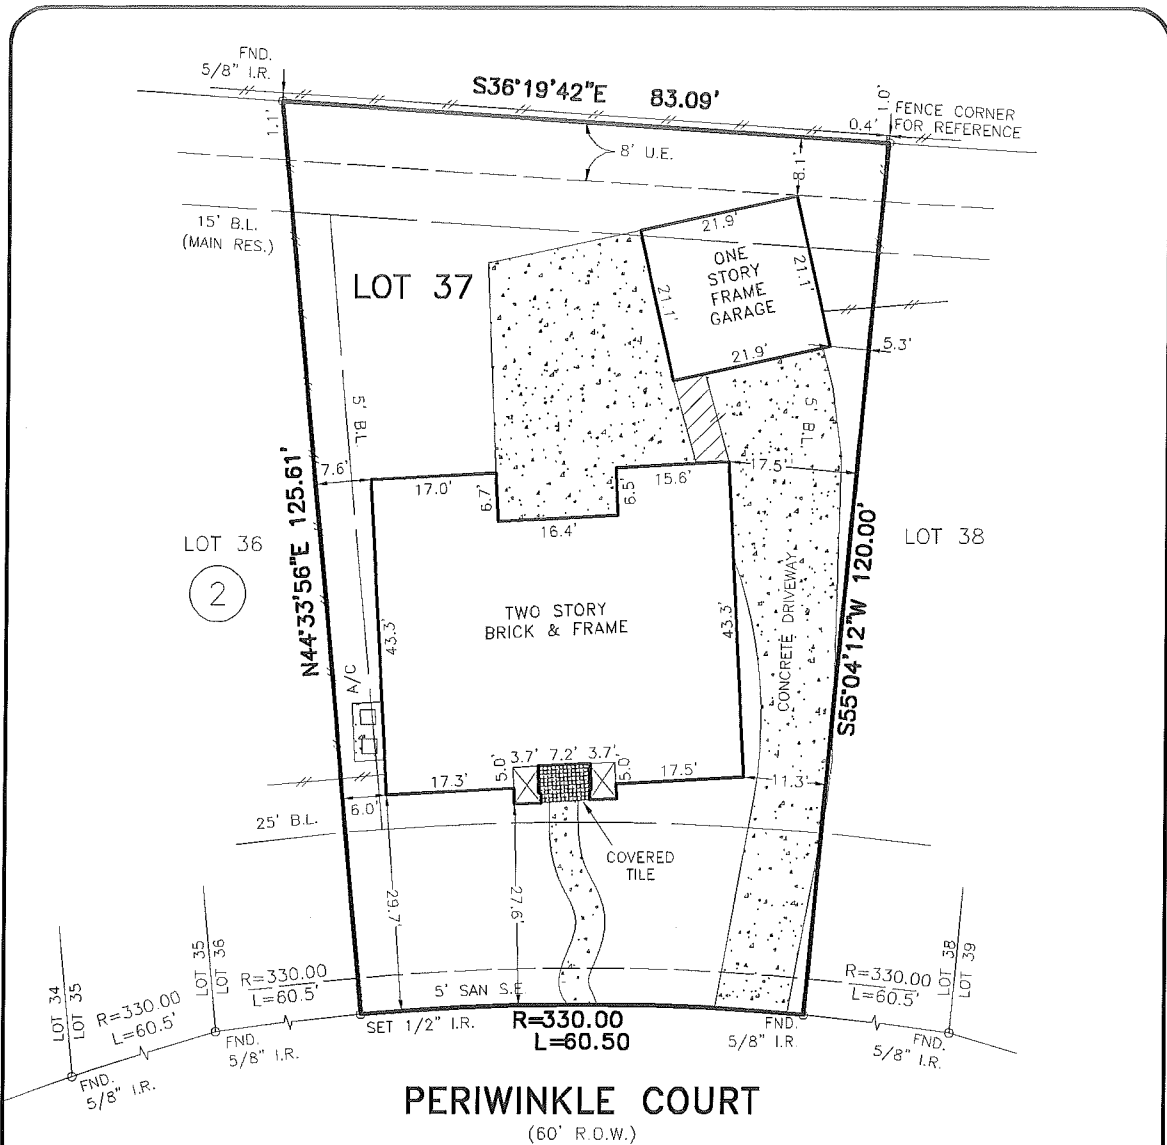 FND.
5/8" I.R.
S36°19'42"E 83.09'
1.0'
FENCE CORNER
FOR REFERENCE
0.4'
1.1'
8' U.E.
8.1'
15' B.L.
(MAIN RES.)
21.9'
ONE
STORY
FRAME
GARAGE
21.1'
21.1'
21.9'
LOT 37
5.3'
5' B.L.
5' B.L.
7.6'
17.0'
6.7'
16.4'
6.5'
15.6'
17.5'
LOT 36
2
N44°33'56"E 125.61'
S55°04'12"W 120.00'
LOT 38
TWO STORY
BRICK & FRAME
43.3'
43.3'
CONCRETE DRIVEWAY
A/C
3.7' 7.2' 3.7'
5.0'
5.0'
17.3'
17.5'
11.3'
6.0'
25' B.L.
COVERED
TILE
29.7'
27.6'
LOT 34
LOT 35
LOT 35
LOT 36
LOT 38
LOT 39
R=330.00
L=60.5'
R=330.00
L=60.5'
5' SAN S.E.
R=330.00
L=60.5'
SET 1/2" I.R.
R=330.00
L=60.50
FND.
5/8" I.R.
FND.
5/8" I.R.
FND.
5/8" I.R.
FND.
5/8" I.R.
PERIWINKLE COURT
(60' R.O.W.)